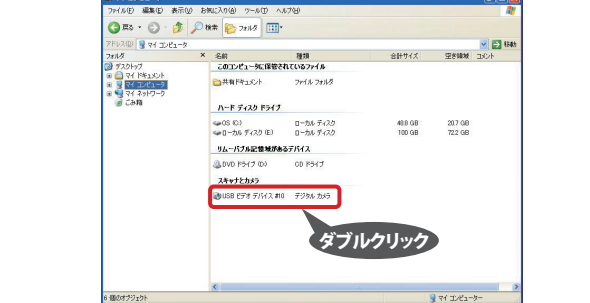 ファイル(F) 編集(E) 表示(V) お気に入り(A) ツール(T) ヘルプ(H)
戻る 検索 フォルダ
アドレス(D) マイ コンピュータ 移動
フォルダ × 名前 種類 合計サイズ 空き領域 コメント
デスクトップ
マイ ドキュメント
マイ コンピュータ
マイ ネットワーク
ごみ箱
このコンピュータに保管されているファイル
共有ドキュメント ファイル フォルダ
ハード ディスク ドライブ
OS (C:) ローカル ディスク 48.8 GB 20.7 GB
ローカル ディスク (E:) ローカル ディスク 100 GB 72.2 GB
リムーバブル記憶域があるデバイス
DVD ドライブ (D:) CD ドライブ
スキャナとカメラ
USB ビデオ デバイス #10 デジタル カメラ
ダブルクリック
6 個のオブジェクト マイ コンピューター